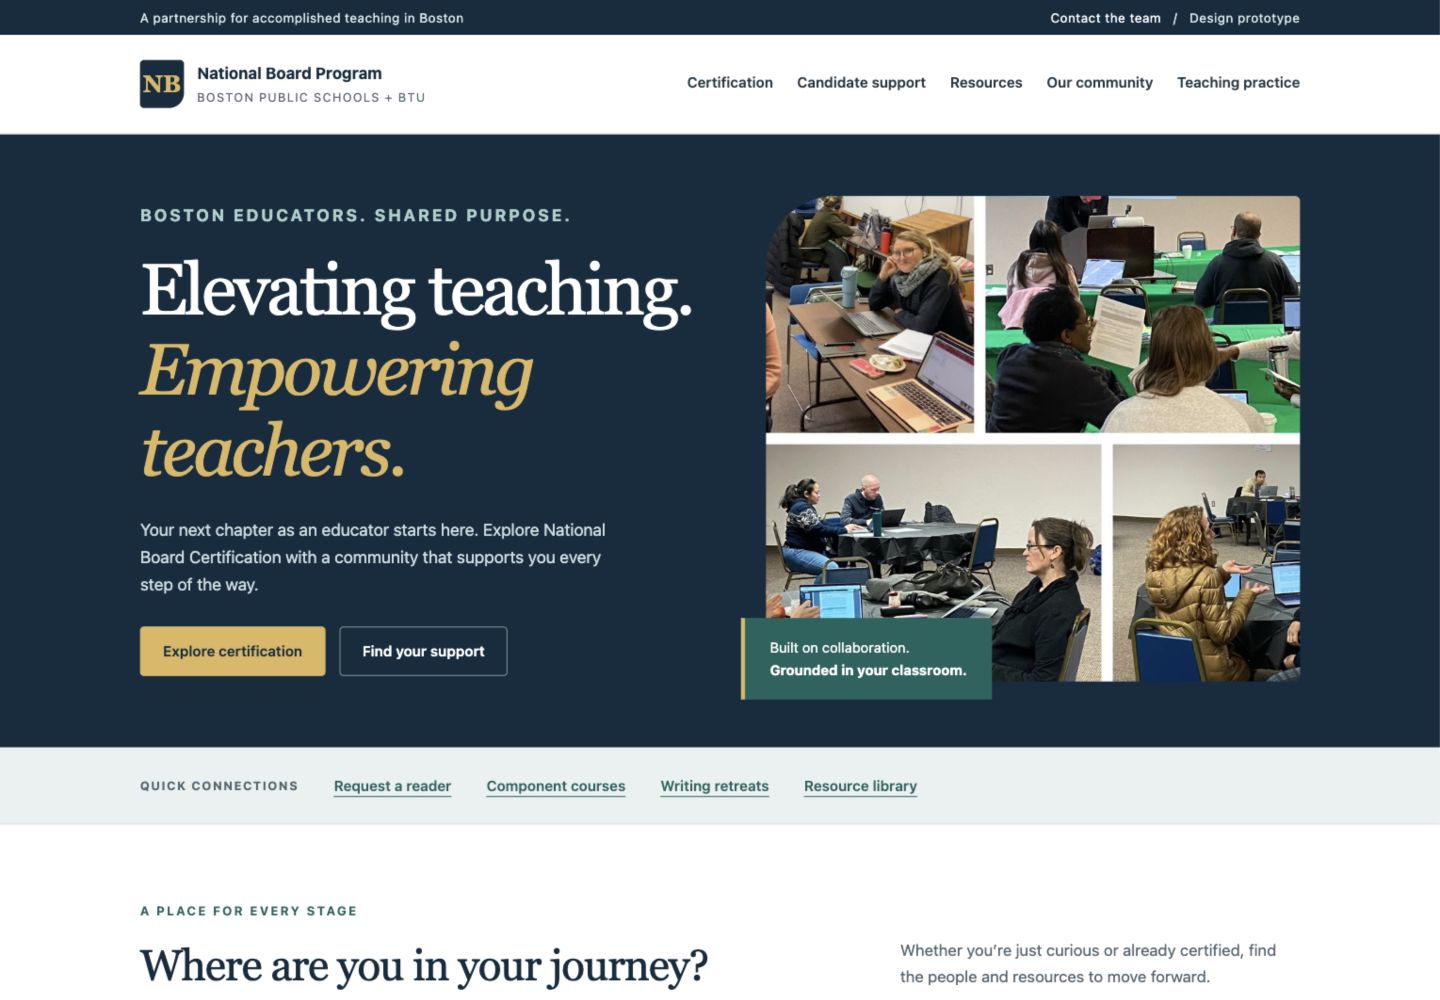 A partnership for accomplished teaching in Boston
Contact the team / Design prototype
NB
National Board Program
BOSTON PUBLIC SCHOOLS + BTU
Certification
Candidate support
Resources
Our community
Teaching practice
BOSTON EDUCATORS. SHARED PURPOSE.
Elevating teaching.
Empowering
teachers.
Your next chapter as an educator starts here. Explore National
Board Certification with a community that supports you every
step of the way.
Explore certification
Find your support
Built on collaboration.
Grounded in your classroom.
QUICK CONNECTIONS
Request a reader
Component courses
Writing retreats
Resource library
A PLACE FOR EVERY STAGE
Where are you in your journey?
Whether you’re just curious or already certified, find
the people and resources to move forward.